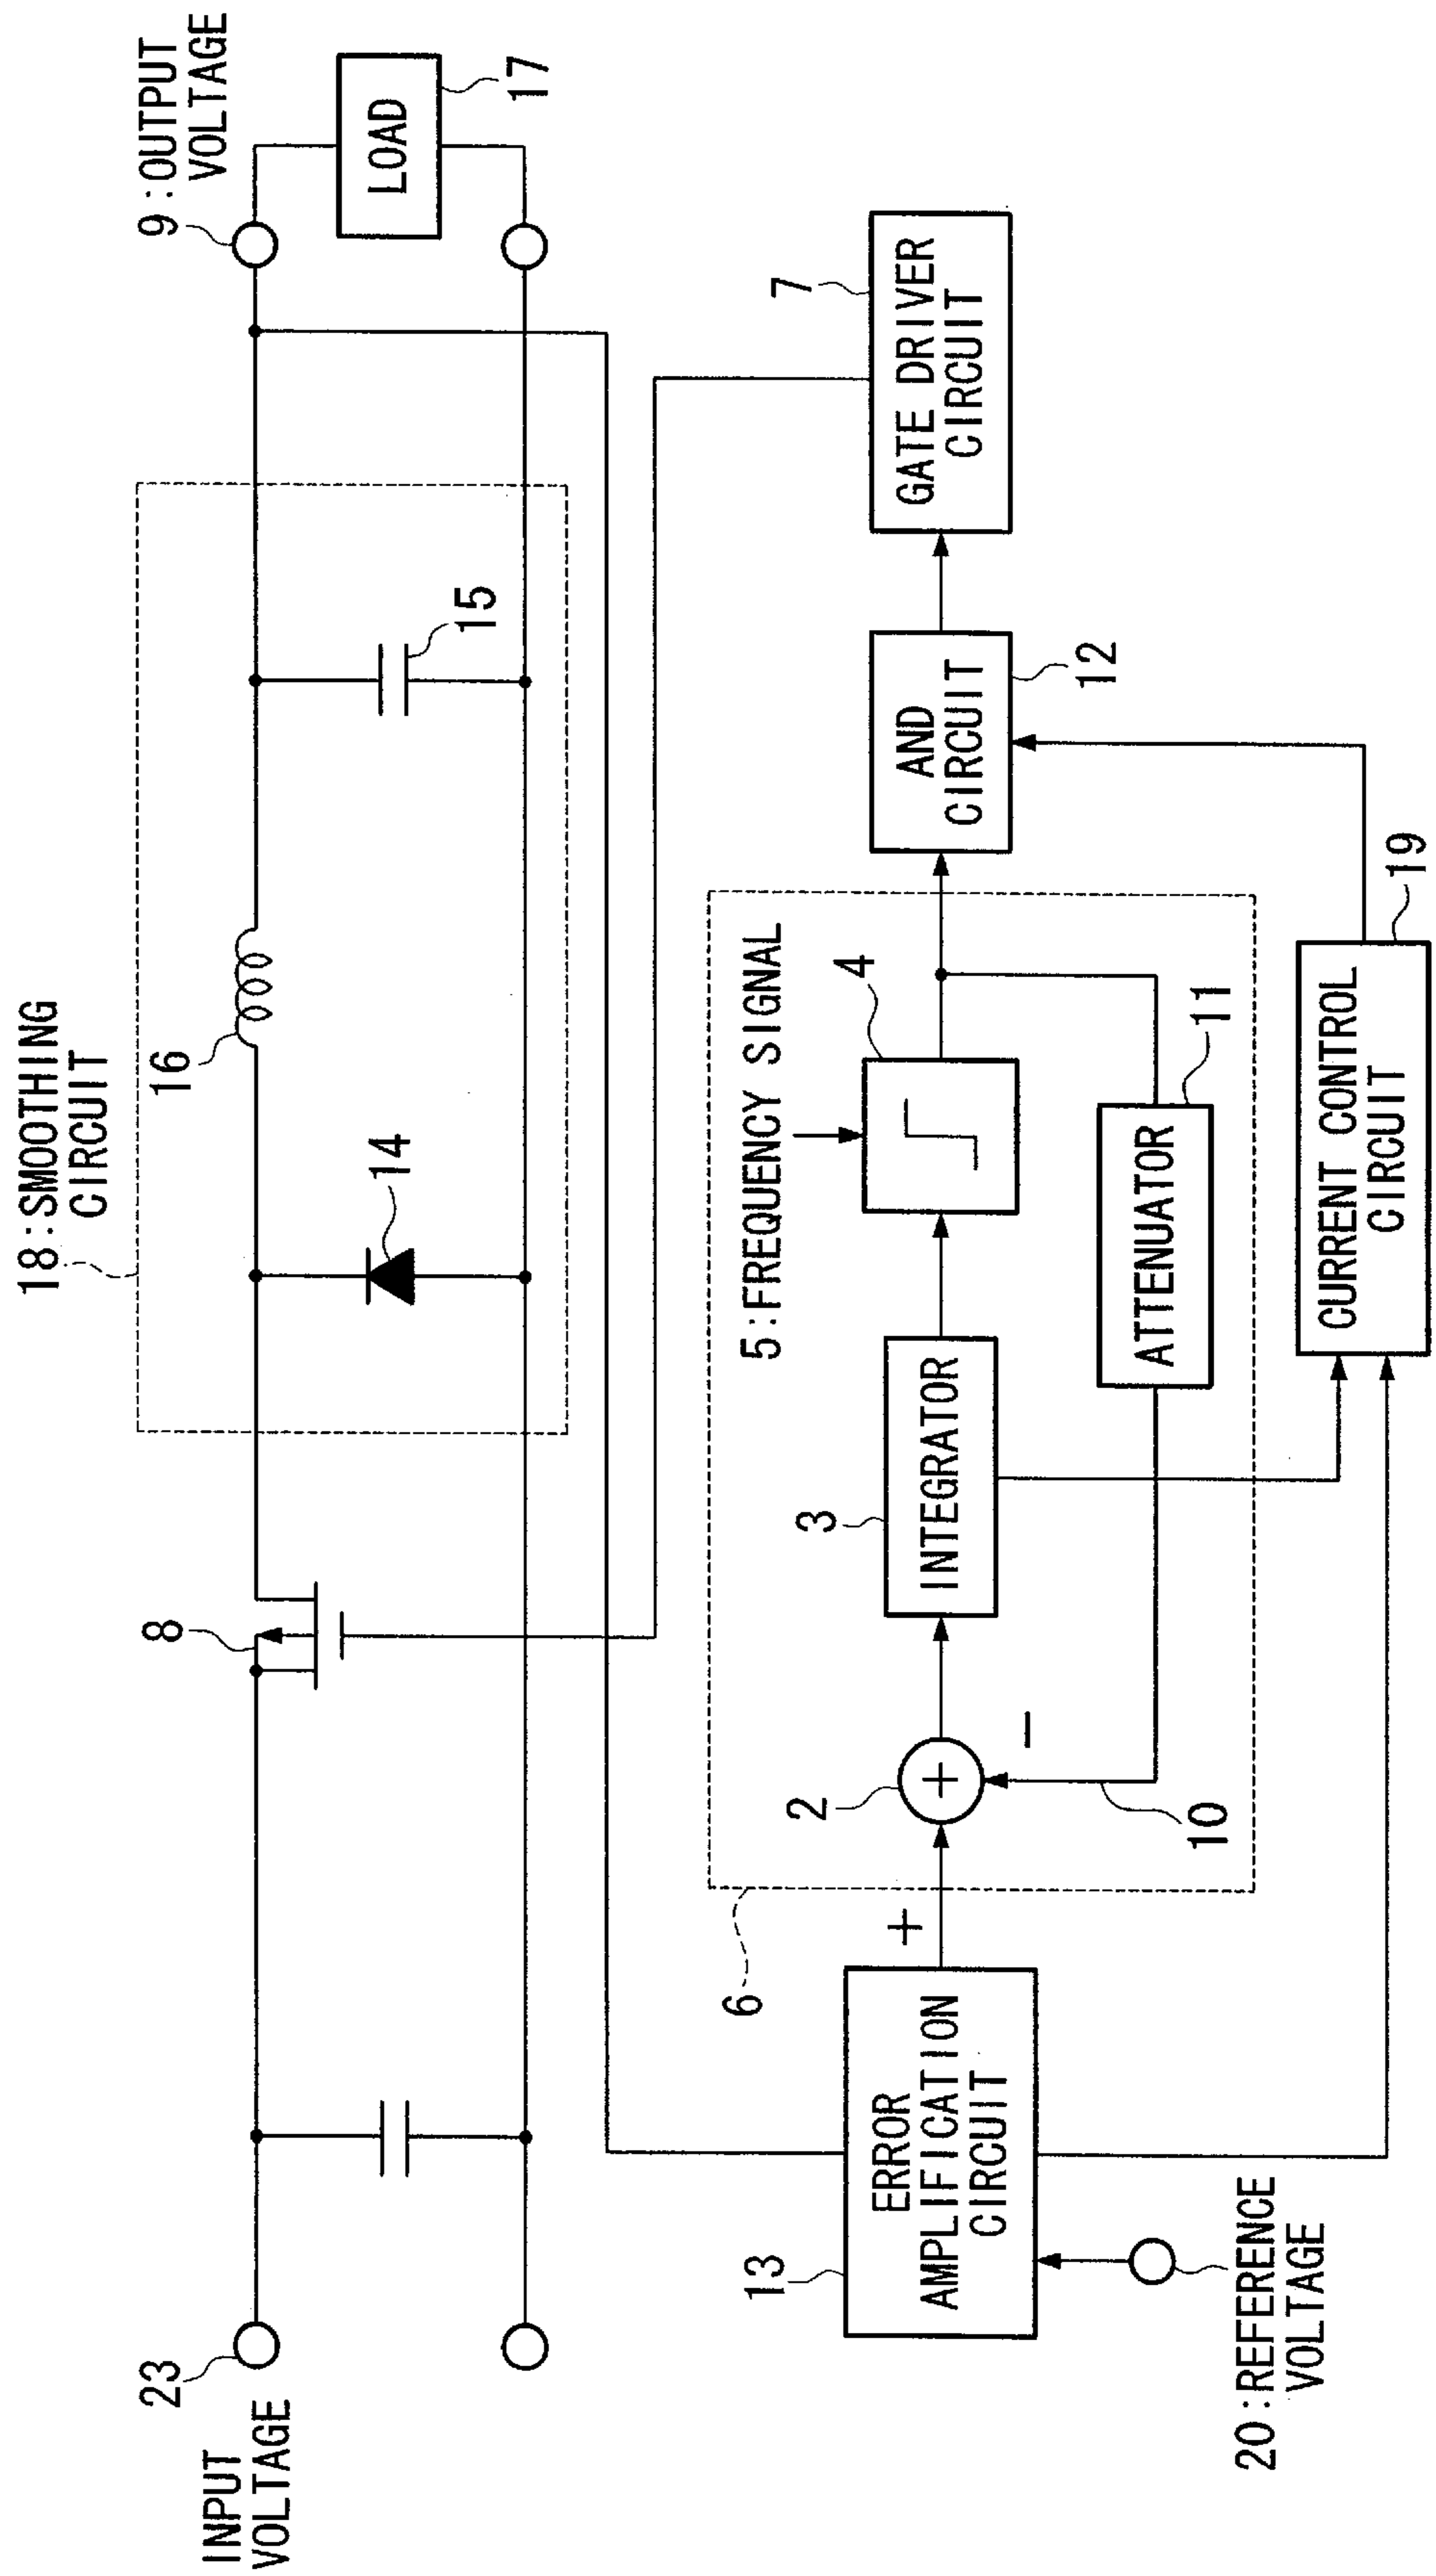 18:SMOOTHING
CIRCUIT
9:OUTPUT
VOLTAGE
INPUT
VOLTAGE
23
8
16
14
15
LOAD
17
5:FREQUENCY SIGNAL
6
13
ERROR
AMPLIFICATION
CIRCUIT
+
2
+
−
10
3
INTEGRATOR
4
ATTENUATOR
11
AND
CIRCUIT
12
7
GATE DRIVER
CIRCUIT
CURRENT CONTROL
CIRCUIT
19
20:REFERENCE
VOLTAGE